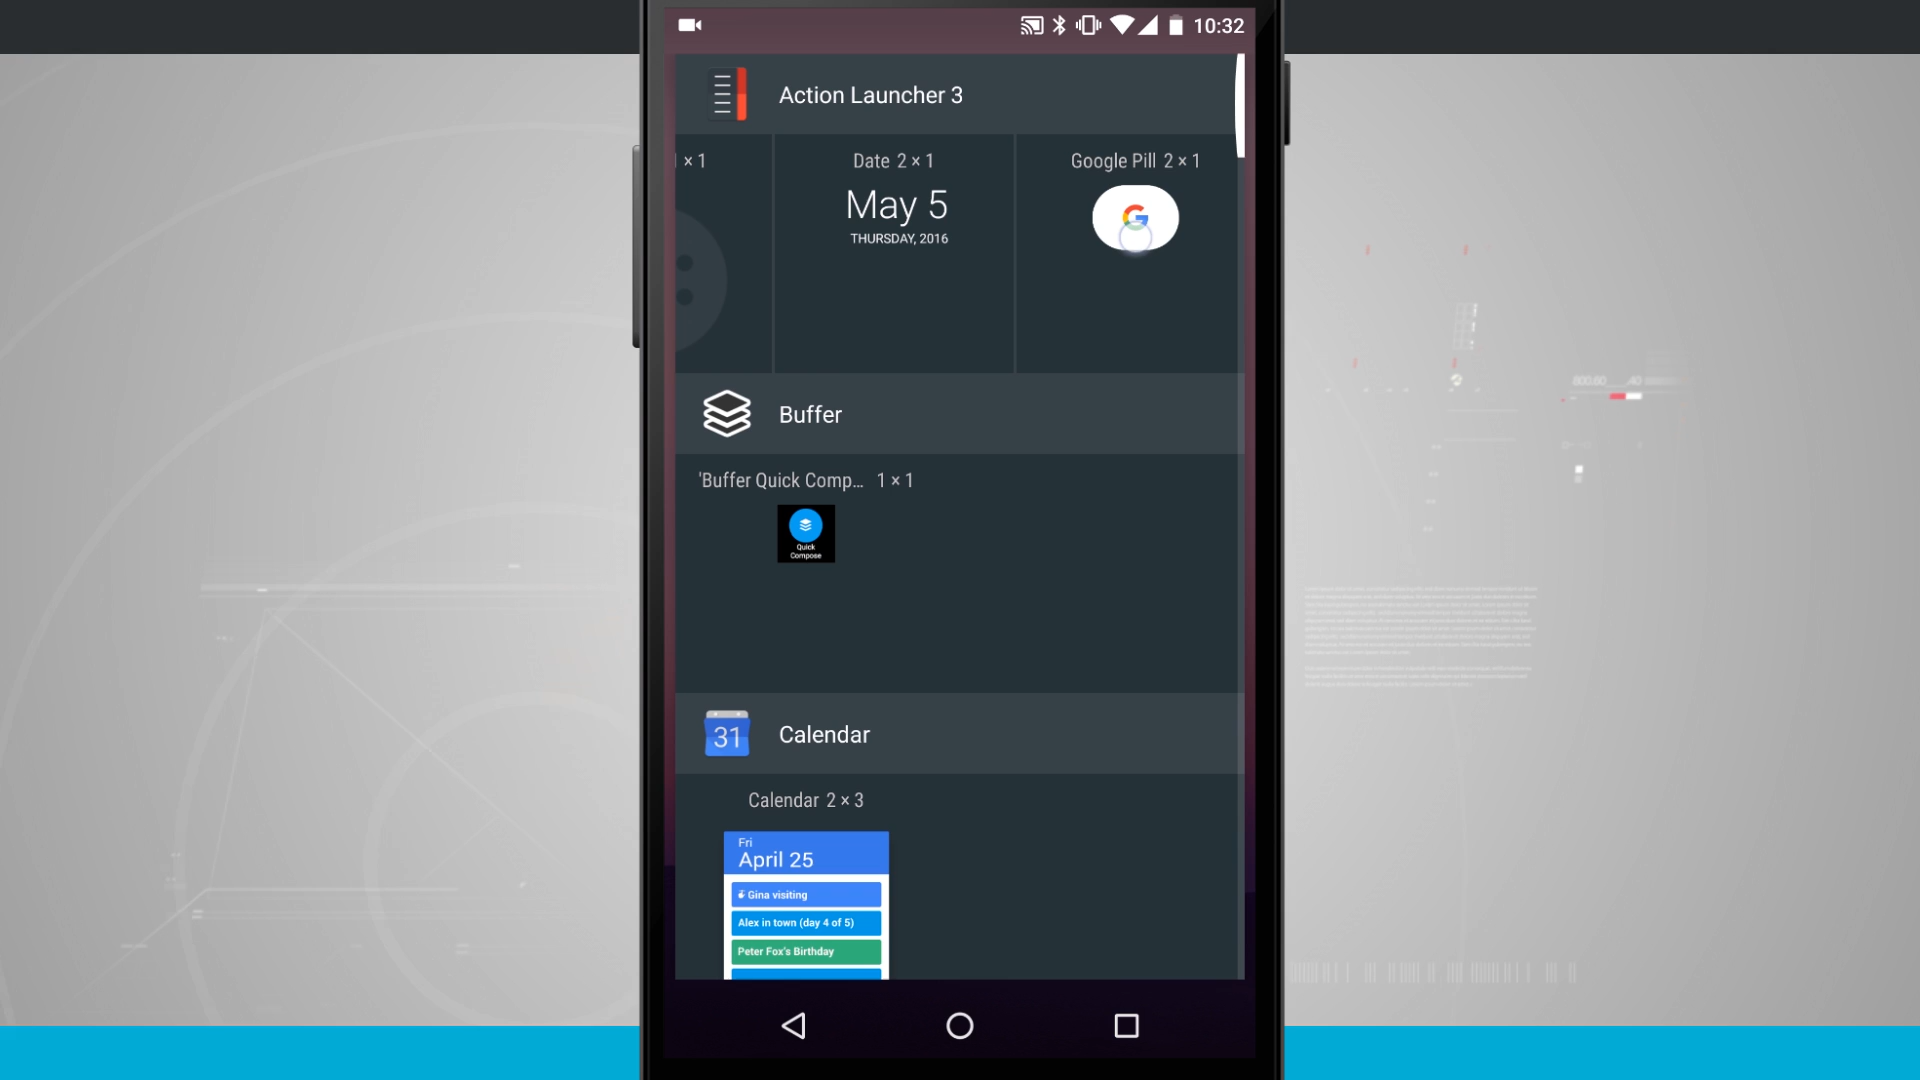 10:32
Action Launcher 3
× 1
Date 2 × 1
Google Pill 2 × 1
May 5
THURSDAY, 2016
G
Buffer
'Buffer Quick Comp... 1 × 1
Quick
Compose
31
Calendar
Calendar 2 × 3
Fri
April 25
Gina visiting
Alex in town (day 4 of 5)
Peter Fox's Birthday